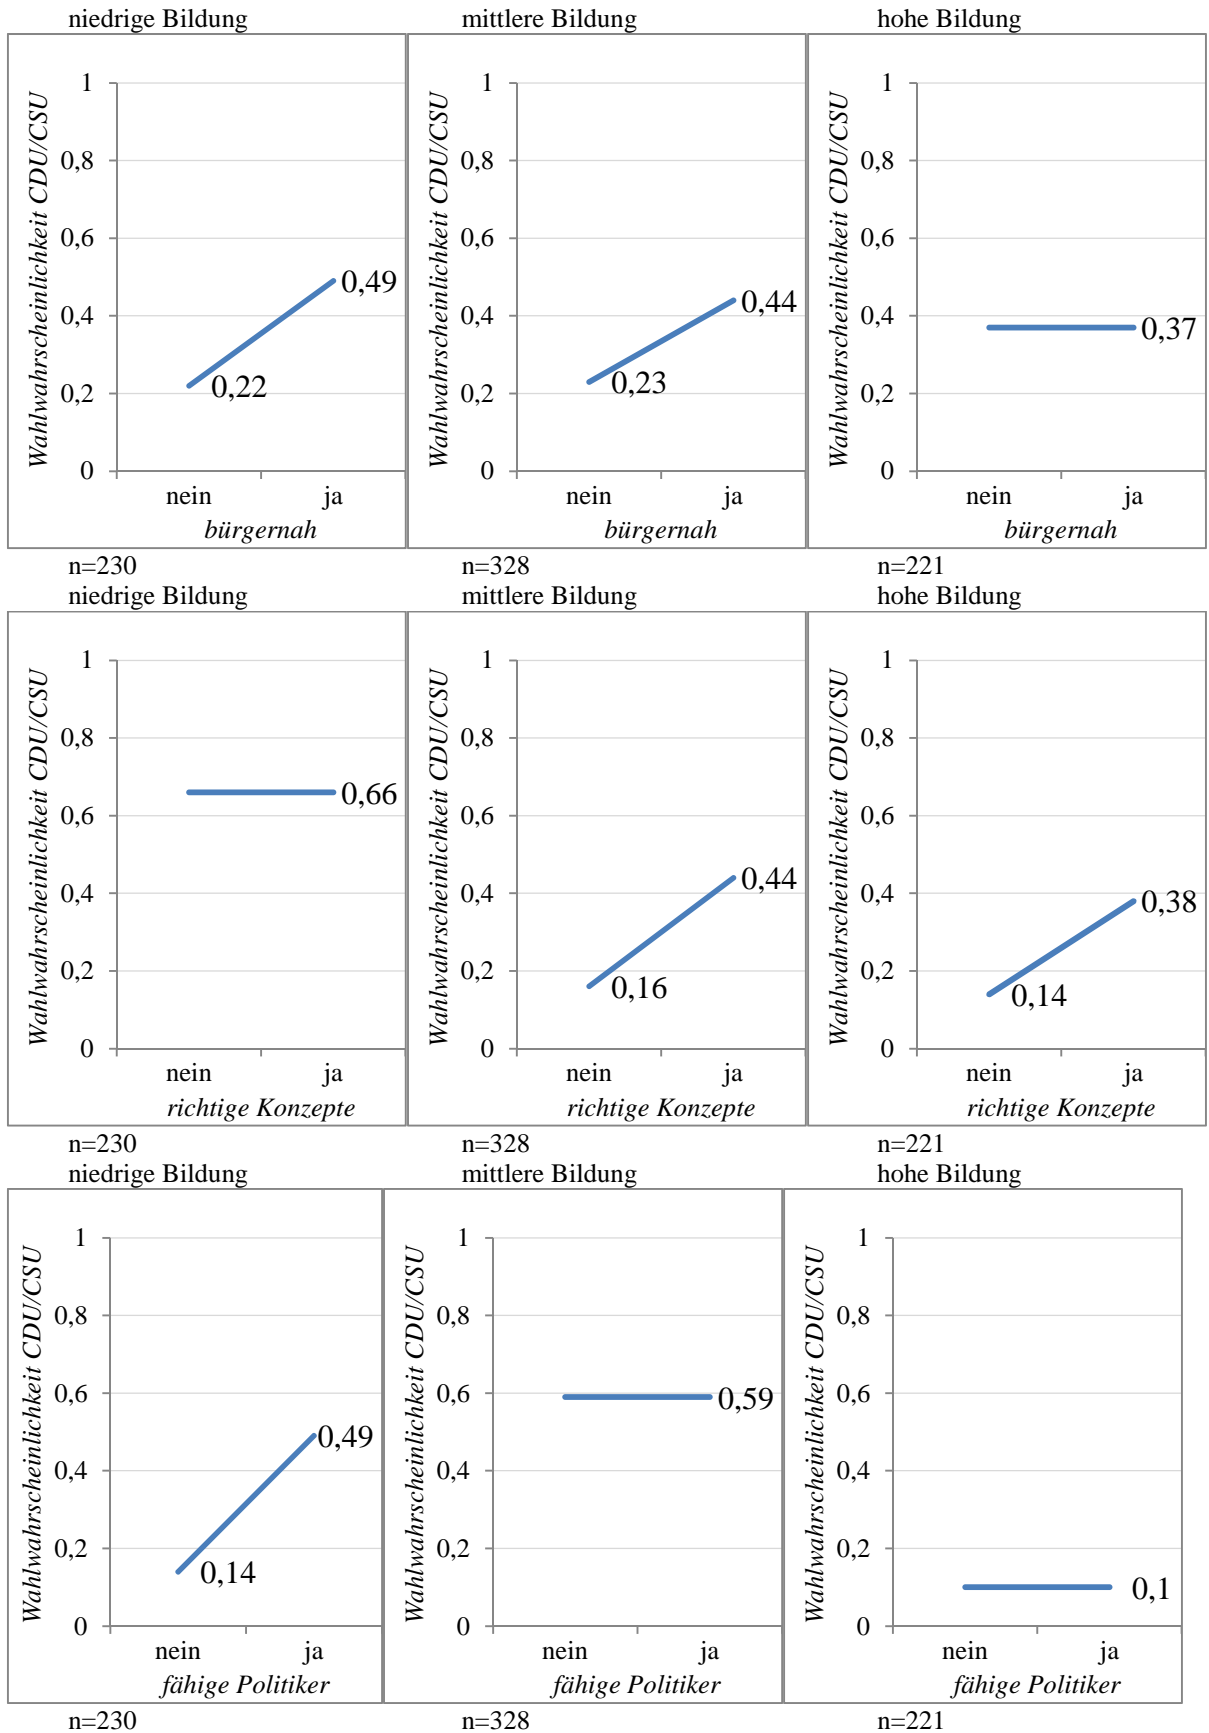 niedrige Bildung
mittlere Bildung
hohe Bildung
Wahlwahrscheinlichkeit CDU/CSU
1
0,8
0,6
0,4
0,2
0
0,49
0,22
nein ja
bürgernah
Wahlwahrscheinlichkeit CDU/CSU
1
0,8
0,6
0,4
0,2
0
0,44
0,23
nein ja
bürgernah
Wahlwahrscheinlichkeit CDU/CSU
1
0,8
0,6
0,4
0,2
0
0,37
nein ja
bürgernah
n=230
n=328
n=221
niedrige Bildung
mittlere Bildung
hohe Bildung
Wahlwahrscheinlichkeit CDU/CSU
1
0,8
0,6
0,4
0,2
0
0,66
nein ja
richtige Konzepte
Wahlwahrscheinlichkeit CDU/CSU
1
0,8
0,6
0,4
0,2
0
0,44
0,16
nein ja
richtige Konzepte
Wahlwahrscheinlichkeit CDU/CSU
1
0,8
0,6
0,4
0,2
0
0,38
0,14
nein ja
richtige Konzepte
n=230
n=328
n=221
niedrige Bildung
mittlere Bildung
hohe Bildung
Wahlwahrscheinlichkeit CDU/CSU
1
0,8
0,6
0,4
0,2
0
0,49
0,14
nein ja
fähige Politiker
Wahlwahrscheinlichkeit CDU/CSU
1
0,8
0,6
0,4
0,2
0
0,59
nein ja
fähige Politiker
Wahlwahrscheinlichkeit CDU/CSU
1
0,8
0,6
0,4
0,2
0
0,1
nein ja
fähige Politiker
n=230
n=328
n=221